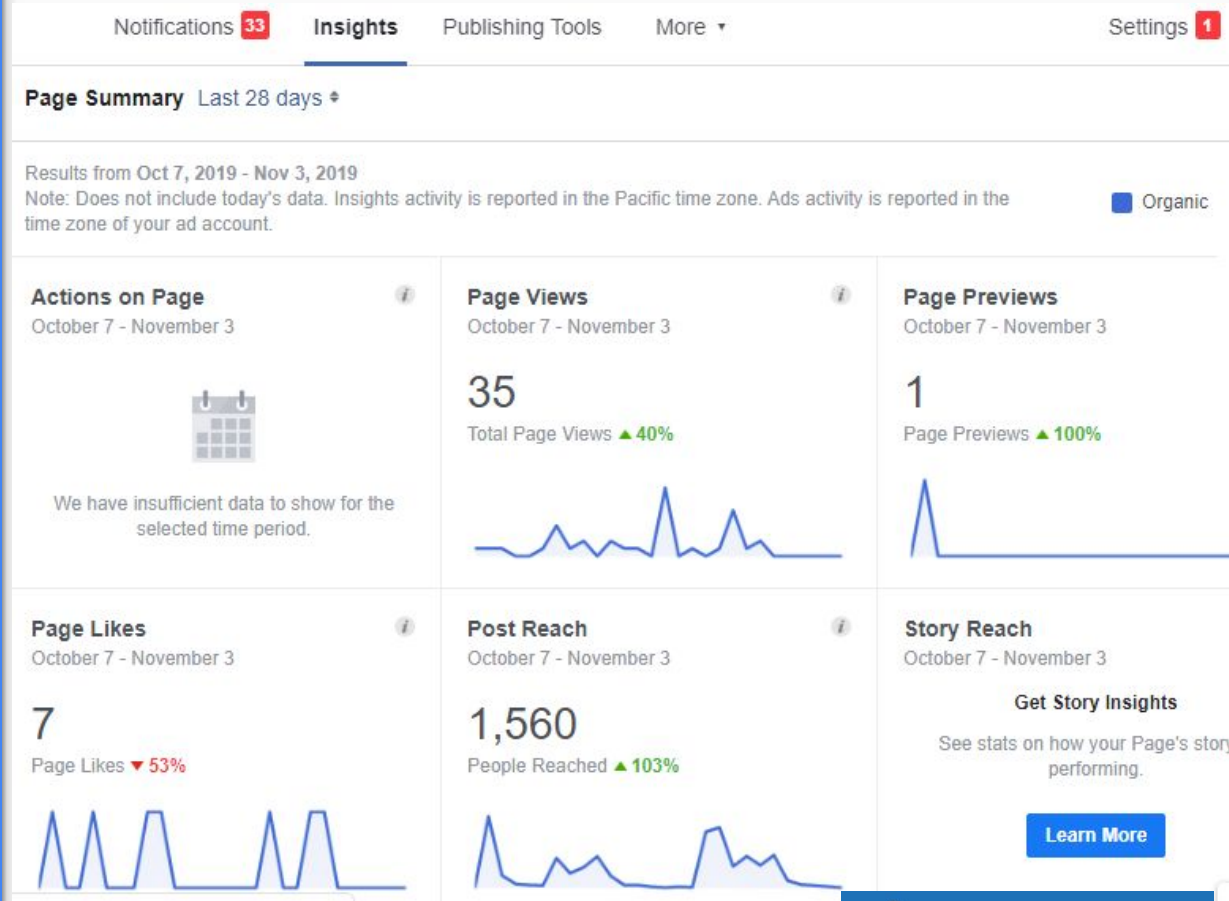 Notifications 33 Insights Publishing Tools More Settings 1
Page Summary Last 28 days
Results from Oct 7, 2019 - Nov 3, 2019
Note: Does not include today's data. Insights activity is reported in the Pacific time zone. Ads activity is reported in the
time zone of your ad account.
Organic
Actions on Page
October 7 - November 3
We have insufficient data to show for the
selected time period.
Page Views
October 7 - November 3
35
Total Page Views ▲ 40%
Page Previews
October 7 - November 3
1
Page Previews ▲ 100%
Page Likes
October 7 - November 3
7
Page Likes ▼ 53%
Post Reach
October 7 - November 3
1,560
People Reached ▲ 103%
Story Reach
October 7 - November 3
Get Story Insights
See stats on how your Page's story
performing.
Learn More